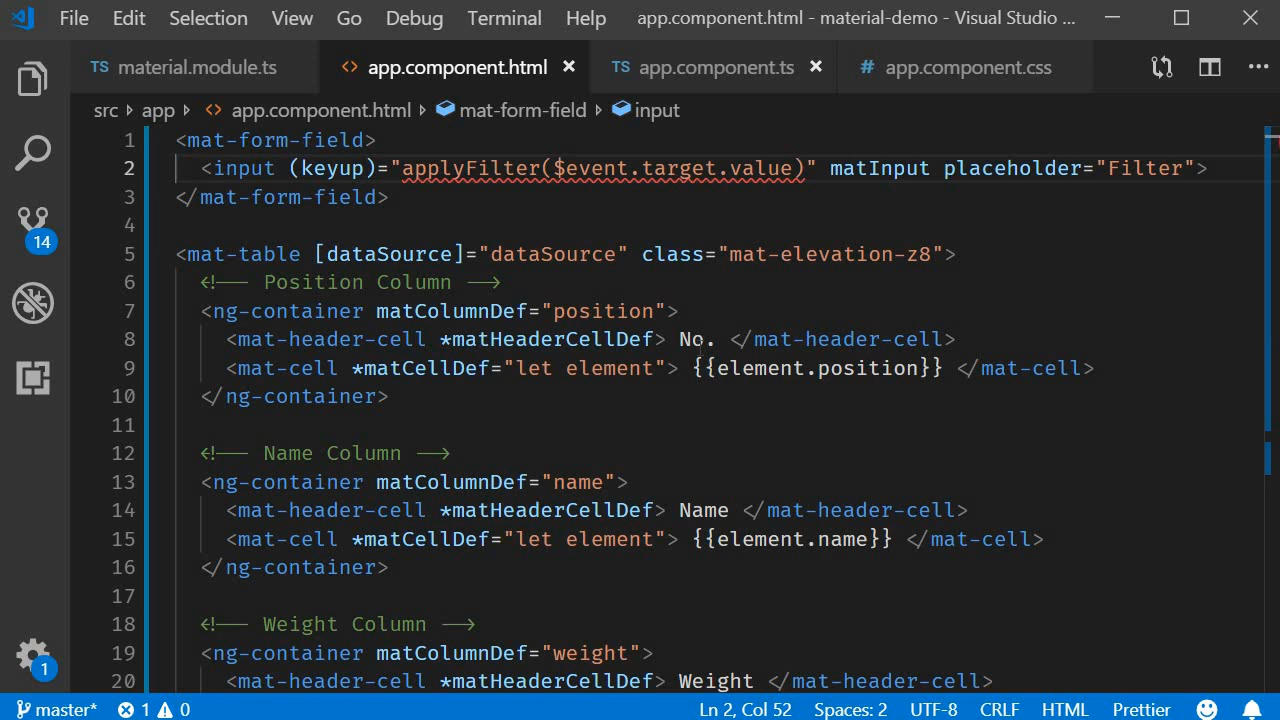 File Edit Selection View Go Debug Terminal Help app.component.html - material-demo - Visual Studio ...
TS material.module.ts <> app.component.html × TS app.component.ts × # app.component.css ...
src > app > <> app.component.html > mat-form-field > input
1 <mat-form-field>
2 <input (keyup)="applyFilter($event.target.value)" matInput placeholder="Filter">
3 </mat-form-field>
4
5 <mat-table [dataSource]="dataSource" class="mat-elevation-z8">
6 <!-- Position Column -->
7 <ng-container matColumnDef="position">
8 <mat-header-cell *matHeaderCellDef> No. </mat-header-cell>
9 <mat-cell *matCellDef="let element"> {{element.position}} </mat-cell>
10 </ng-container>
11
12 <!-- Name Column -->
13 <ng-container matColumnDef="name">
14 <mat-header-cell *matHeaderCellDef> Name </mat-header-cell>
15 <mat-cell *matCellDef="let element"> {{element.name}} </mat-cell>
16 </ng-container>
17
18 <!-- Weight Column -->
19 <ng-container matColumnDef="weight">
20 <mat-header-cell *matHeaderCellDef> Weight </mat-header-cell>
14
1
master* 1 0 Ln 2, Col 52 Spaces: 2 UTF-8 CRLF HTML Prettier